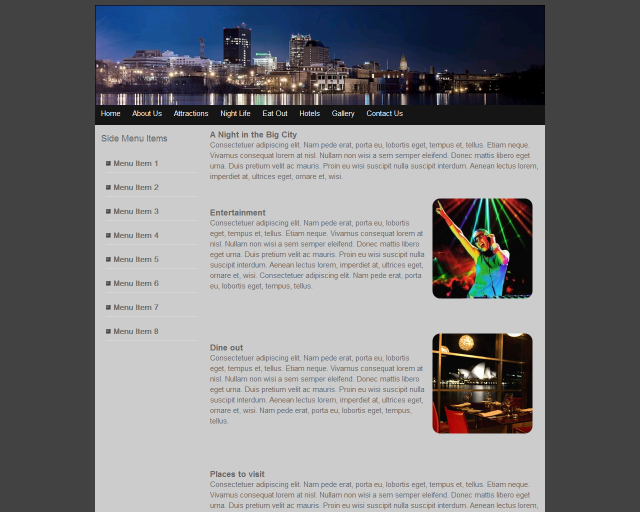 Home About Us Attractions Night Life Eat Out Hotels Gallery Contact Us
Side Menu Items
Menu Item 1
Menu Item 2
Menu Item 3
Menu Item 4
Menu Item 5
Menu Item 6
Menu Item 7
Menu Item 8
A Night in the Big City
Consectetuer adipiscing elit. Nam pede erat, porta eu, lobortis eget, tempus et, tellus. Etiam neque.
Vivamus consequat lorem at nisl. Nullam non wisi a sem semper eleifend. Donec mattis libero eget
urna. Duis pretium velit ac mauris. Proin eu wisi suscipit nulla suscipit interdum. Aenean lectus lorem,
imperdiet at, ultrices eget, ornare et, wisi.
Entertainment
Consectetuer adipiscing elit. Nam pede erat, porta eu, lobortis
eget, tempus et, tellus. Etiam neque. Vivamus consequat lorem at
nisl. Nullam non wisi a sem semper eleifend. Donec mattis libero
eget urna. Duis pretium velit ac mauris. Proin eu wisi suscipit nulla
suscipit interdum. Aenean lectus lorem, imperdiet at, ultrices eget,
ornare et, wisi. Consectetuer adipiscing elit. Nam pede erat, porta
eu, lobortis eget, tempus, tellus.
Dine out
Consectetuer adipiscing elit. Nam pede erat, porta eu, lobortis
eget, tempus et, tellus. Etiam neque. Vivamus consequat lorem at
nisl. Nullam non wisi a sem semper eleifend. Donec mattis libero
eget urna. Duis pretium velit ac mauris. Proin eu wisi suscipit nulla
suscipit interdum. Aenean lectus lorem, imperdiet at, ultrices eget,
ornare et, wisi. Nam pede erat, porta eu, lobortis eget, tempus,
tellus.
Places to visit
Consectetuer adipiscing elit. Nam pede erat, porta eu, lobortis eget, tempus et, tellus. Etiam neque.
Vivamus consequat lorem at nisl. Nullam non wisi a sem semper eleifend. Donec mattis libero eget
urna. Duis pretium velit ac mauris. Proin eu wisi suscipit nulla suscipit interdum. Aenean lectus lorem,